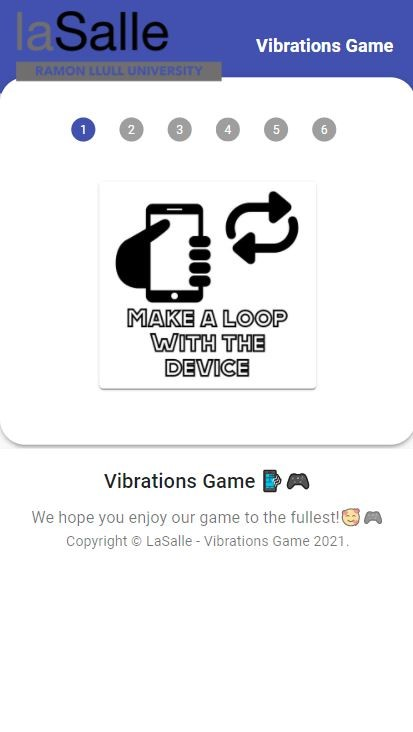 laSalle
RAMON LLULL UNIVERSITY
Vibrations Game
1 2 3 4 5 6
MAKE A LOOP
WITH THE
DEVICE
Vibrations Game 📲🎮
We hope you enjoy our game to the fullest!🥰🎮
Copyright © LaSalle - Vibrations Game 2021.